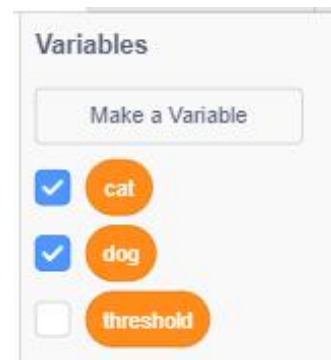 Variables
Make a Variable
cat
dog
threshold